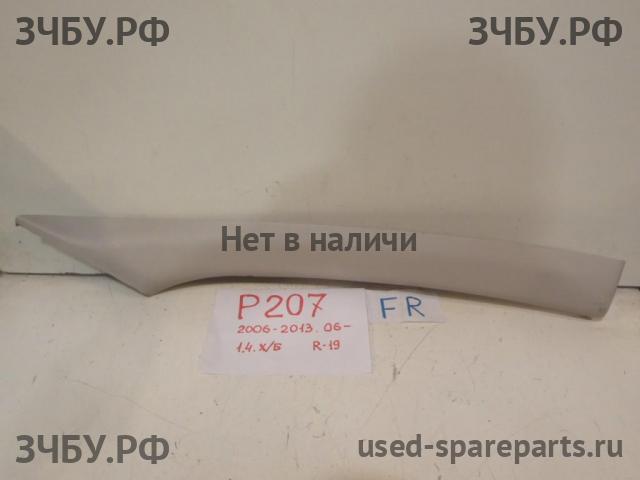 ЗЧБУ.РФ ЗЧБУ.РФ
Нет в наличи
P207 FR
2006-2013.06-
1.4. х/б R-19
ЗЧБУ.РФ used-spareparts.ru